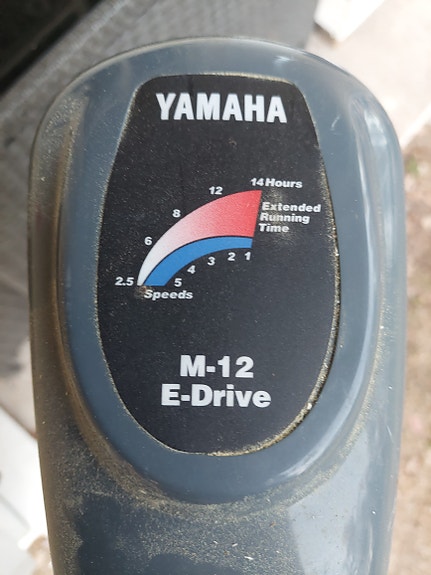 YAMAHA
14 Hours
12
Extended
Running
Time
8
6
2.5
1
2
3
4
5
Speeds
M-12
E-Drive